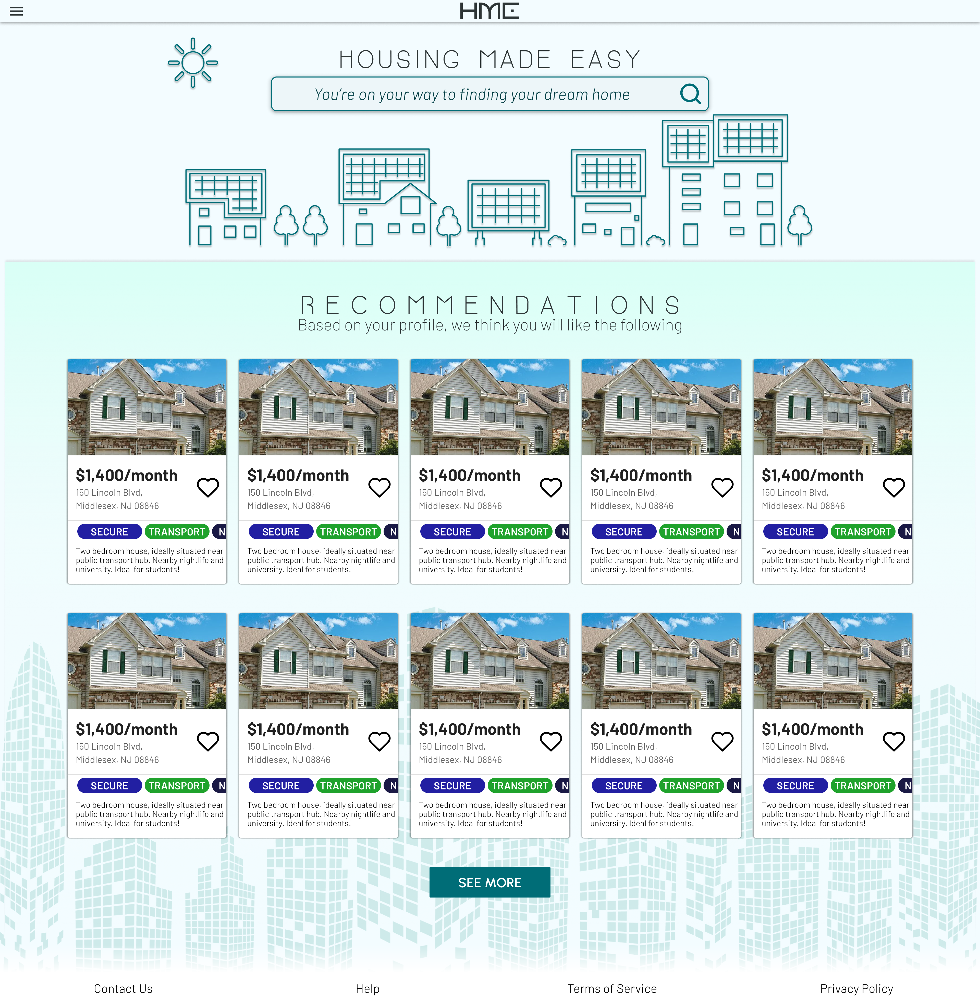 HME
HOUSING MADE EASY
You're on your way to finding your dream home
RECOMMENDATIONS
Based on your profile, we think you will like the following
$1,400/month
150 Lincoln Blvd,
Middlesex, NJ 08846
SECURE TRANSPORT N
Two bedroom house, ideally situated near
public transport hub. Nearby nightlife and
university. Ideal for students!
$1,400/month
150 Lincoln Blvd,
Middlesex, NJ 08846
SECURE TRANSPORT N
Two bedroom house, ideally situated near
public transport hub. Nearby nightlife and
university. Ideal for students!
$1,400/month
150 Lincoln Blvd,
Middlesex, NJ 08846
SECURE TRANSPORT N
Two bedroom house, ideally situated near
public transport hub. Nearby nightlife and
university. Ideal for students!
$1,400/month
150 Lincoln Blvd,
Middlesex, NJ 08846
SECURE TRANSPORT N
Two bedroom house, ideally situated near
public transport hub. Nearby nightlife and
university. Ideal for students!
$1,400/month
150 Lincoln Blvd,
Middlesex, NJ 08846
SECURE TRANSPORT N
Two bedroom house, ideally situated near
public transport hub. Nearby nightlife and
university. Ideal for students!
$1,400/month
150 Lincoln Blvd,
Middlesex, NJ 08846
SECURE TRANSPORT N
Two bedroom house, ideally situated near
public transport hub. Nearby nightlife and
university. Ideal for students!
$1,400/month
150 Lincoln Blvd,
Middlesex, NJ 08846
SECURE TRANSPORT N
Two bedroom house, ideally situated near
public transport hub. Nearby nightlife and
university. Ideal for students!
$1,400/month
150 Lincoln Blvd,
Middlesex, NJ 08846
SECURE TRANSPORT N
Two bedroom house, ideally situated near
public transport hub. Nearby nightlife and
university. Ideal for students!
$1,400/month
150 Lincoln Blvd,
Middlesex, NJ 08846
SECURE TRANSPORT N
Two bedroom house, ideally situated near
public transport hub. Nearby nightlife and
university. Ideal for students!
$1,400/month
150 Lincoln Blvd,
Middlesex, NJ 08846
SECURE TRANSPORT N
Two bedroom house, ideally situated near
public transport hub. Nearby nightlife and
university. Ideal for students!
SEE MORE
Contact Us Help Terms of Service Privacy Policy